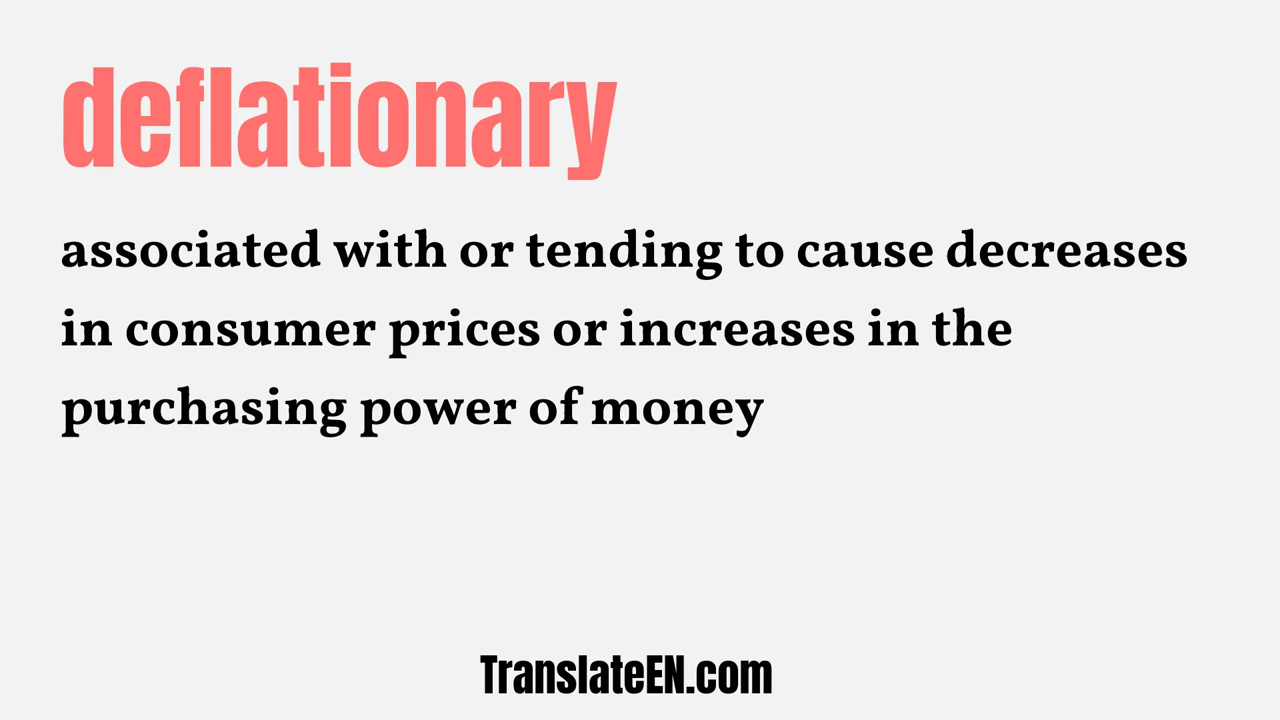 deflationary
associated with or tending to cause decreases
in consumer prices or increases in the
purchasing power of money
TranslateEN.com